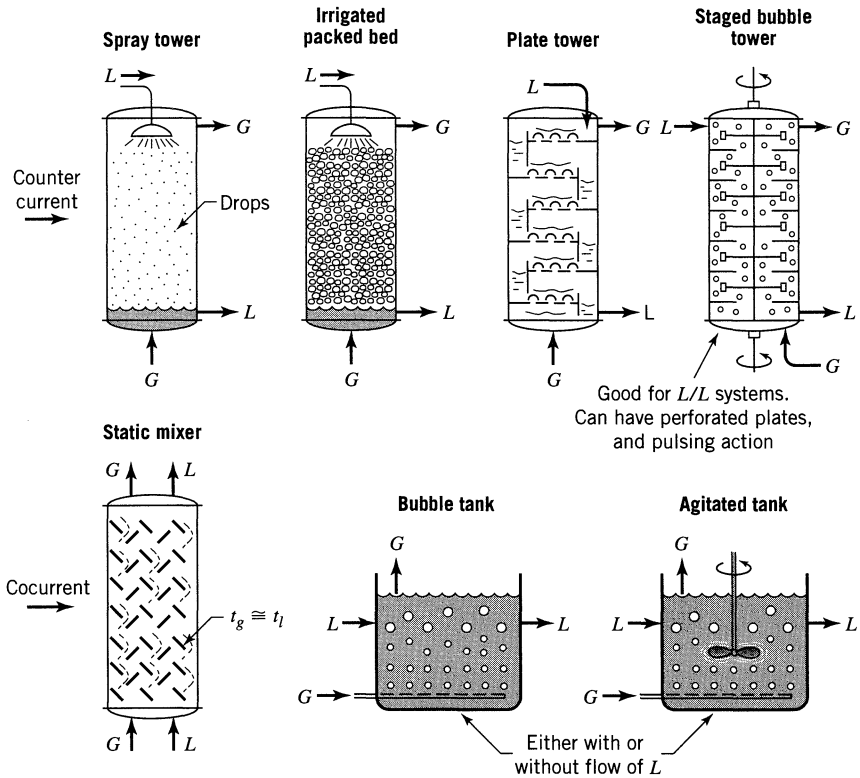 Spray tower
Irrigated
packed bed
Plate tower
Staged bubble
tower
L
L
L
G
G
G L
G
Counter
current
Drops
L
L
L
L
G
G
G
G
Good for L/L systems.
Can have perforated plates,
and pulsing action
Static mixer
G L
Cocurrent
t_g ≅ t_l
G L
Bubble tank
G
L
L
G
Agitated tank
G
L
L
G
Either with or
without flow of L